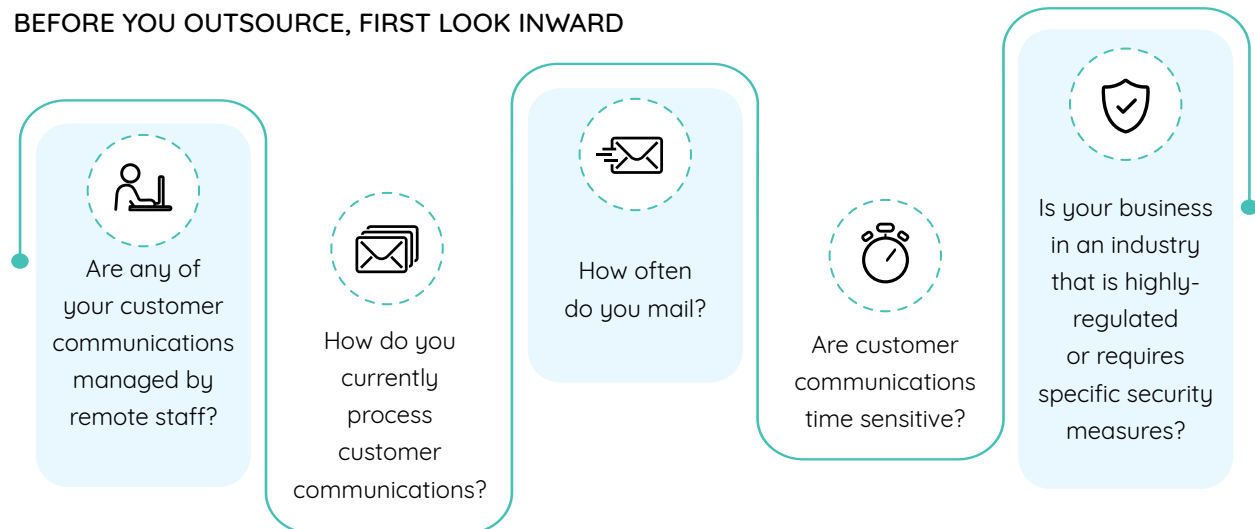 BEFORE YOU OUTSOURCE, FIRST LOOK INWARD
Are any of
your customer
communications
managed by
remote staff?
How do you
currently
process
customer
communications?
How often
do you mail?
Are customer
communications
time sensitive?
Is your business
in an industry
that is highly-
regulated
or requires
specific security
measures?